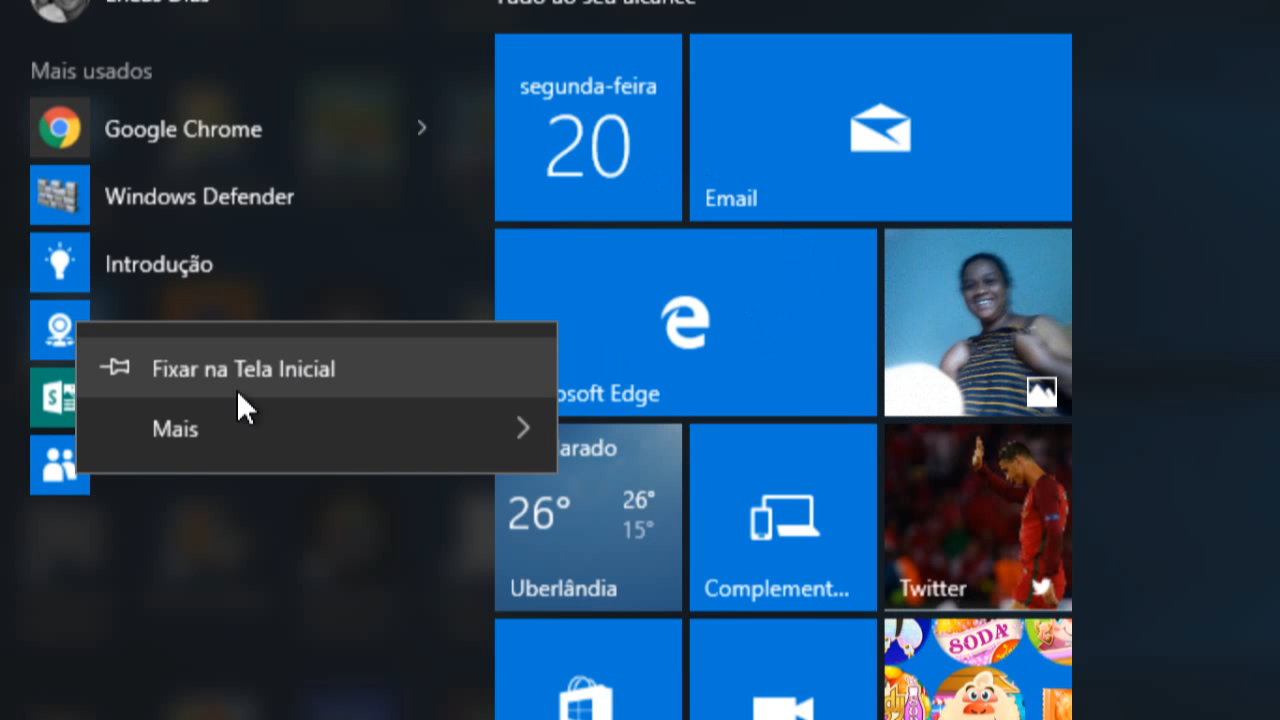 Mais usados
Google Chrome
Windows Defender
Introdução
Fixar na Tela Inicial
Mais
segunda-feira
20
Email
osoft Edge
arado
26°
26°
15°
Uberlândia
Complement...
Twitter
SODA